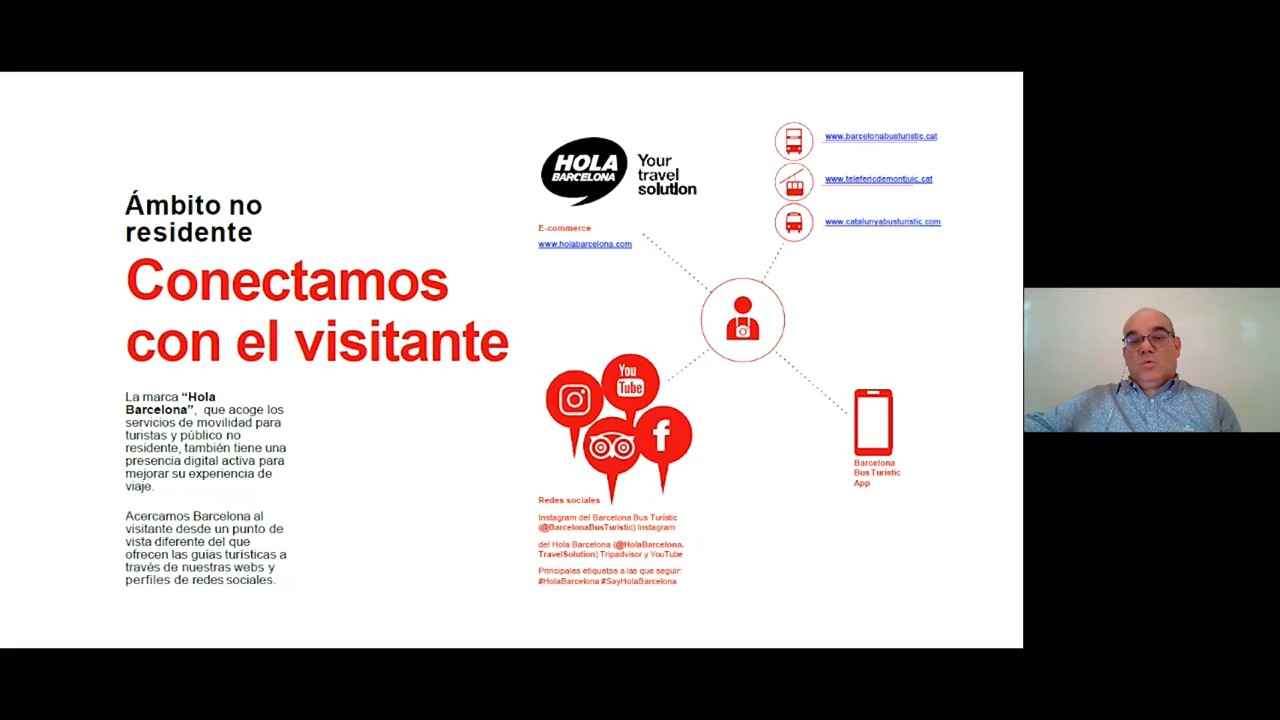 Ámbito no
residente
Conectamos
con el visitante
La marca “Hola
Barcelona”, que acoge los
servicios de movilidad para
turistas y público no
residente, también tiene una
presencia digital activa para
mejorar su experiencia de
viaje.
Acercamos Barcelona al
visitante desde un punto de
vista diferente del que
ofrecen las guías turísticas a
través de nuestras webs y
perfiles de redes sociales.
HOLA
BARCELONA
Your
travel
solution
E-commerce
www.holabarcelona.com
www.barcelonabusturistic.cat
www.telefericdemontjuic.cat
www.catalunyabusturistic.com
You
Tube
f
Redes sociales
Instagram del Barcelona Bus Turístic
(@BarcelonaBusTuristic) Instagram
del Hola Barcelona (@HolaBarcelona.
TravelSolution) Tripadvisor y YouTube
Principales etiquetas a las que seguir:
#HolaBarcelona #SayHolaBarcelona
Barcelona
Bus Turístic
App